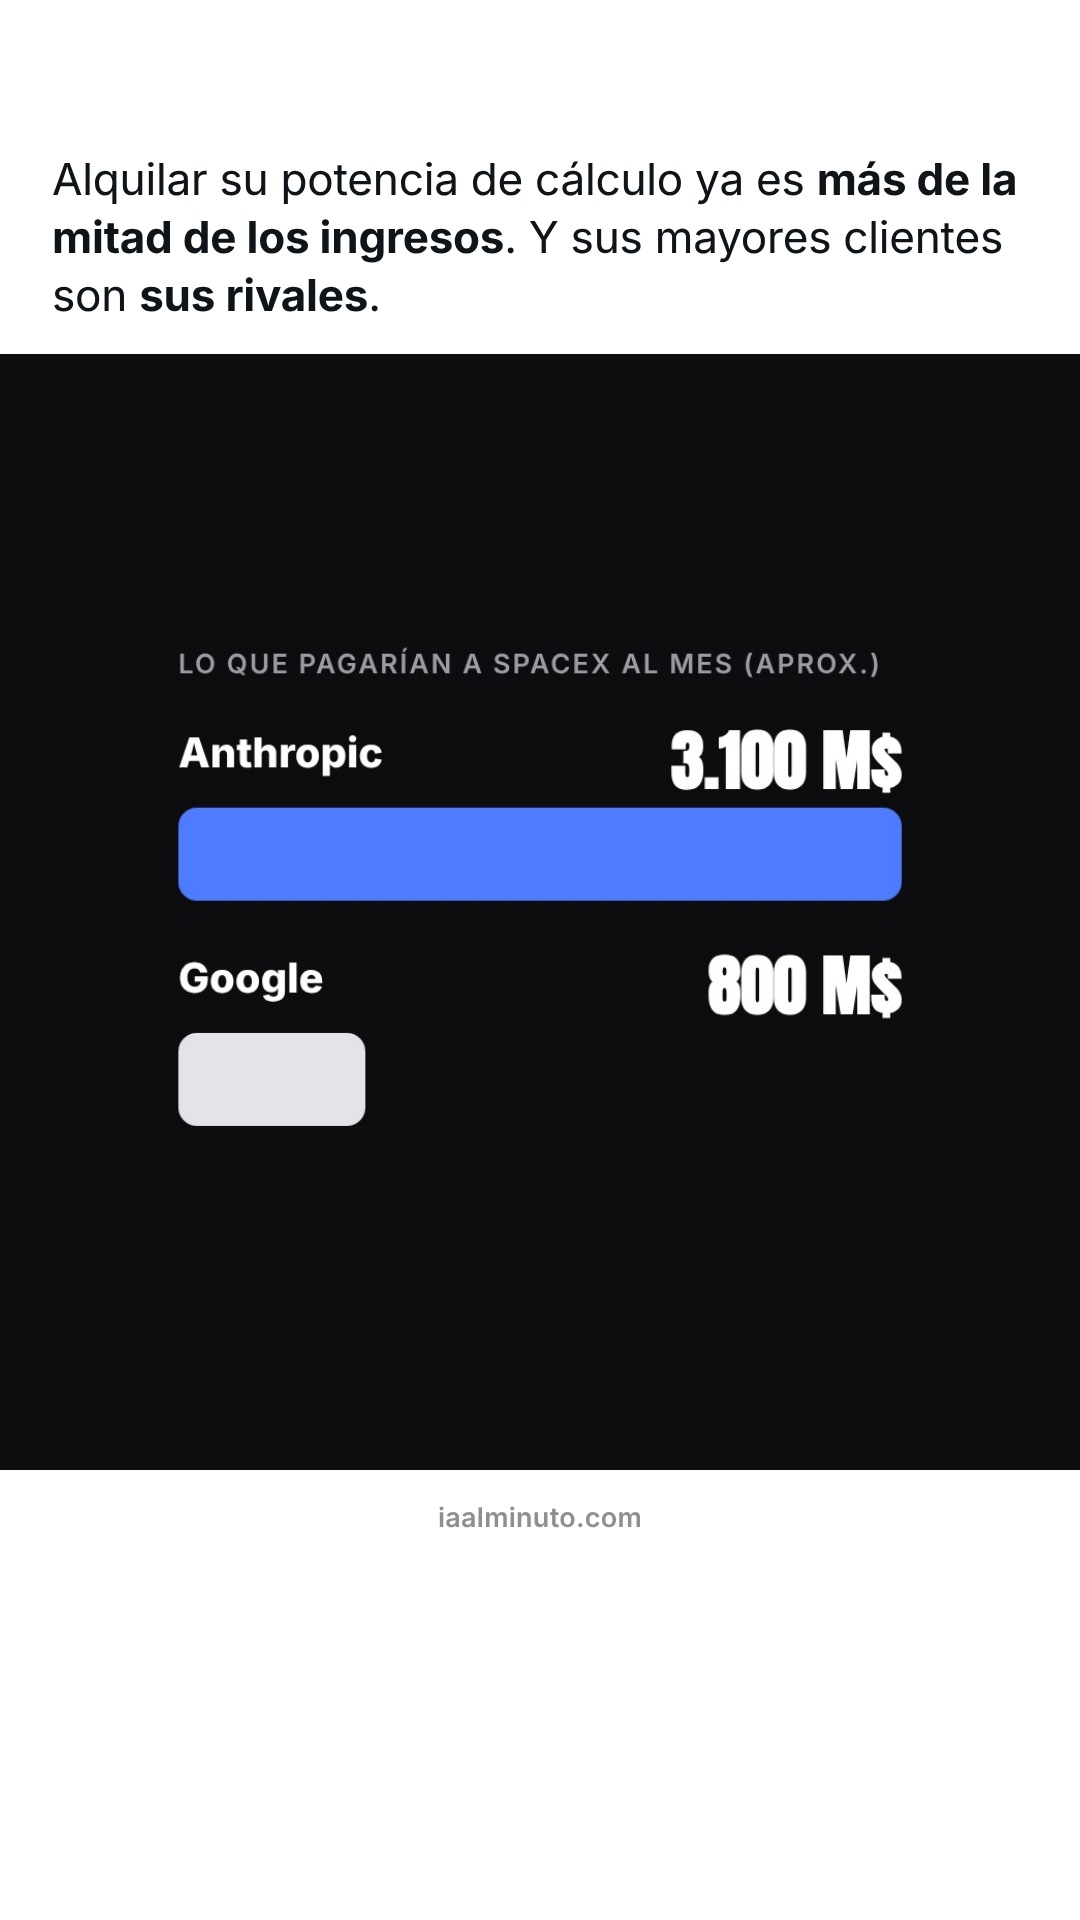 Alquilar su potencia de cálculo ya es más de la
mitad de los ingresos. Y sus mayores clientes
son sus rivales.
LO QUE PAGARÍAN A SPACEX AL MES (APROX.)
Anthropic 3.100 M$
Google 800 M$
iaalminuto.com